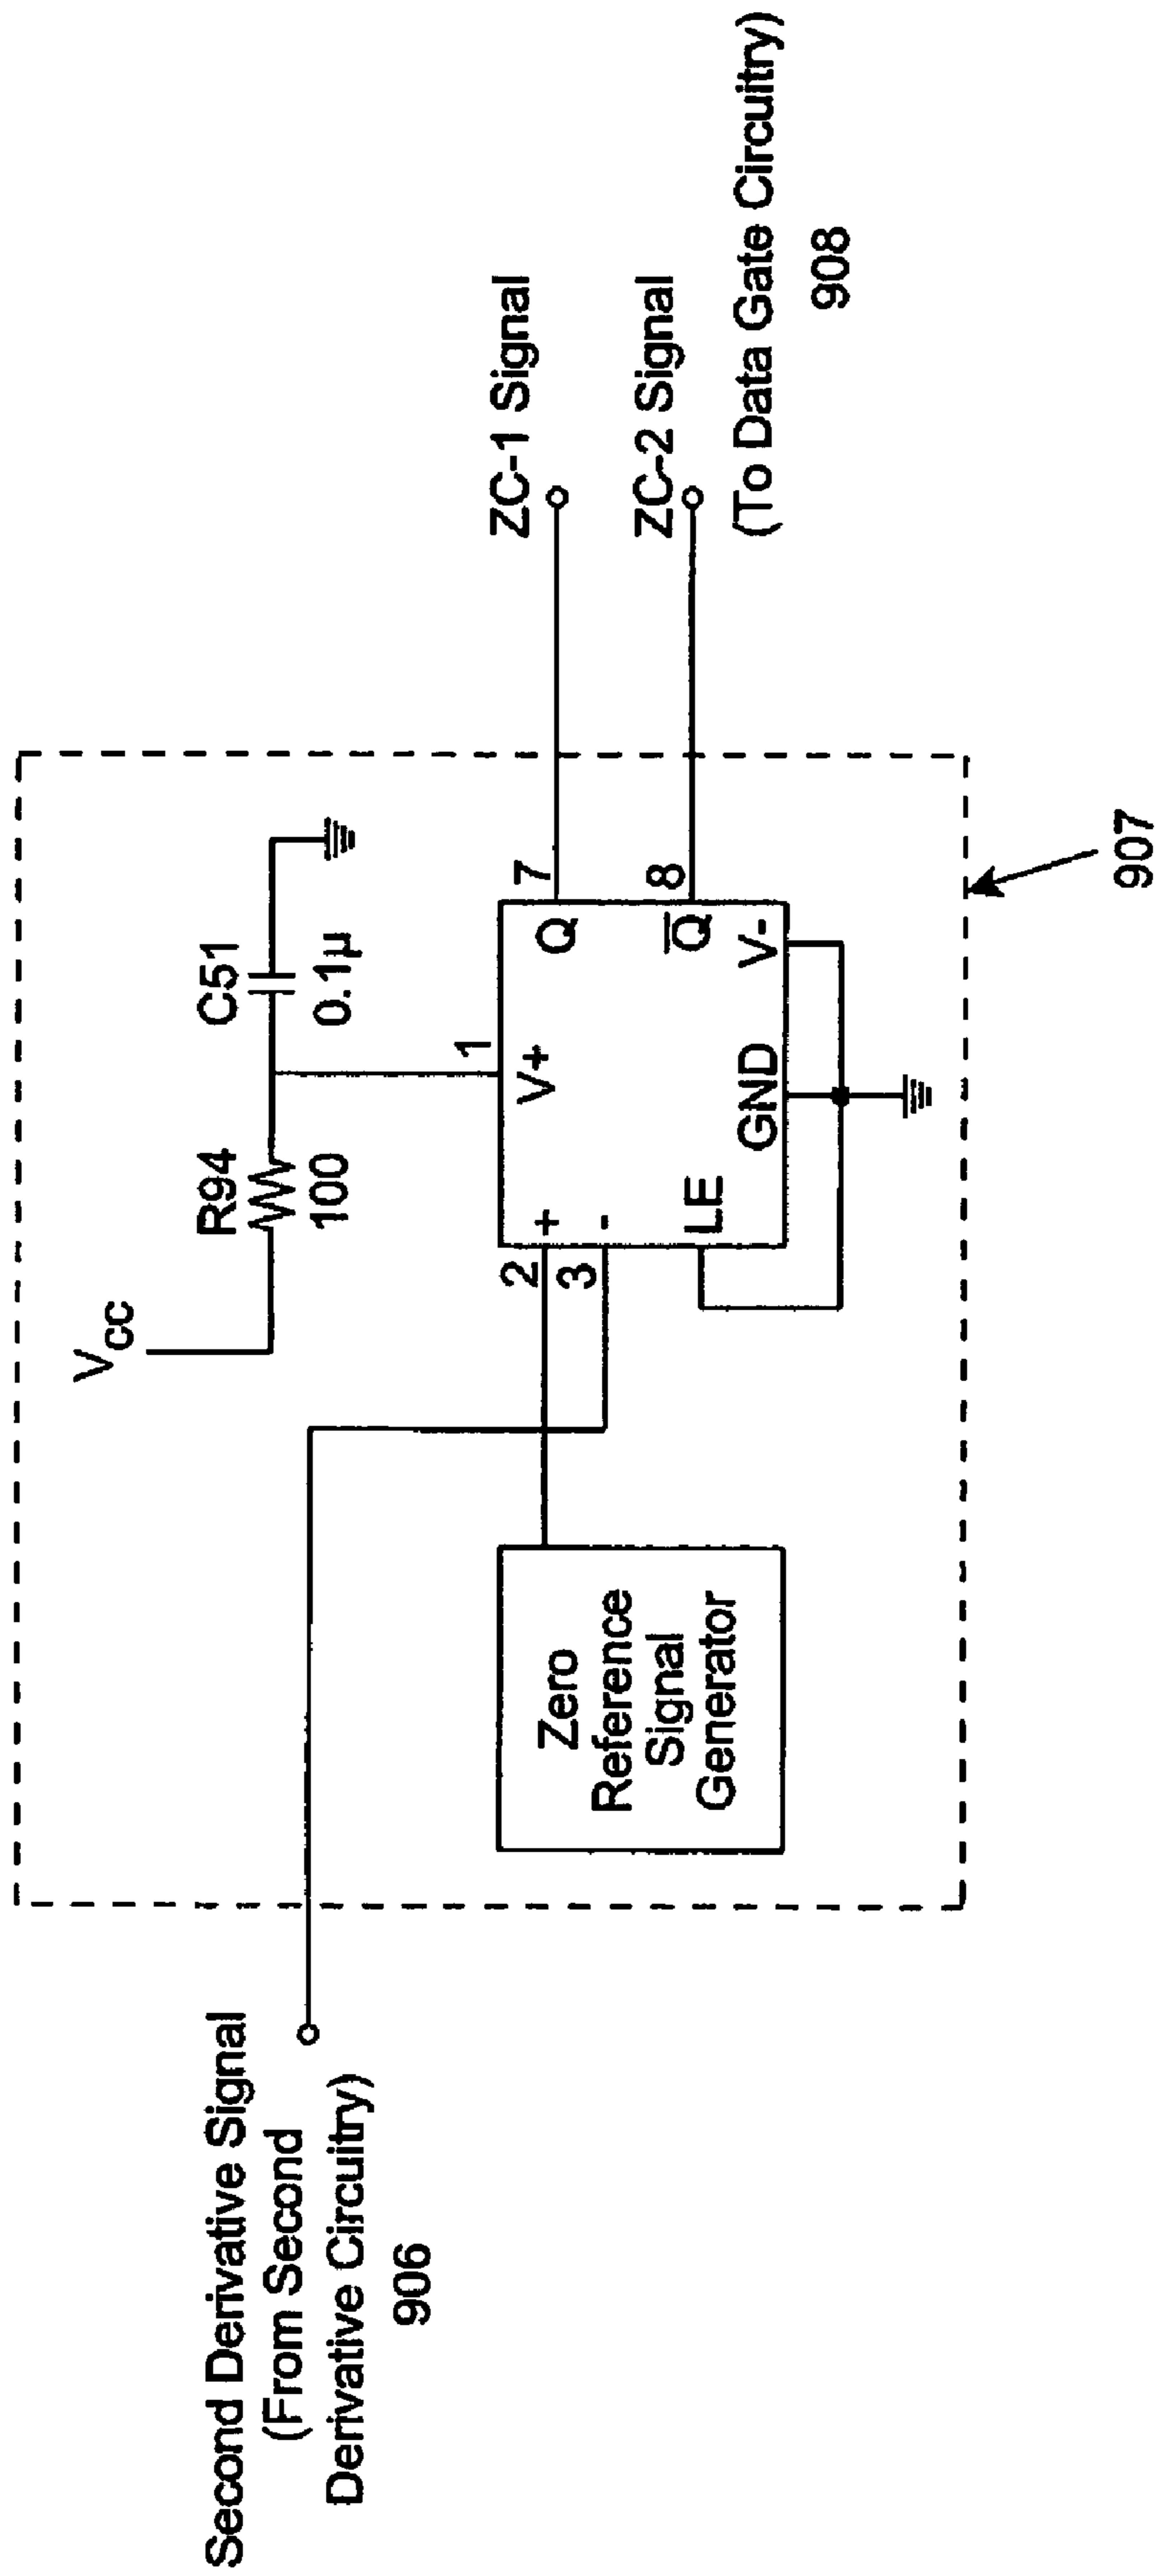 Second Derivative Signal
(From Second
Derivative Circuitry)
906
VCC
R94
100
C51
0.1µ
1
V+
2
+
3
-
LE
GND
V-
Q
7
Q̅
8
Zero
Reference
Signal
Generator
ZC-1 Signal
ZC-2 Signal
(To Data Gate Circuitry)
908
907